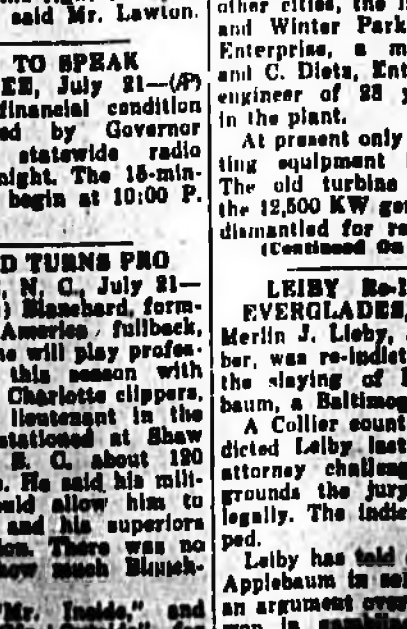 said Mr. Lawton.
TO SPEAK
July 21—(AP)
financial condition
ed by Governor
statewide radio
night. The 15-min-
begin at 10:00 P.
D TURNS PRO
N. C., July 21—
Blanchard, form-
America fullback,
he will play profes-
this season with
Charlotte clippers,
lieutenant in the
stationed at Shaw
S. C. about 120
He said his mili-
ould allow him to
and his superiors
ion. There was no
how much Blanch-
"Mr. Inside," and
other cities, the
and Winter Park
Enterprise, a m
and C. Dietz, Ent
engineer of 28 y
in the plant.
At present only
ting equipment
The old turbine
the 12,500 KW gen
dismantled for re
(Continued On
LEIBY Re-I
EVERGLADES,
Merlin J. Lieby,
ber, was re-indict
the slaying of
baum, a Baltimore
A Collier count
dicted Leiby last
attorney challeng
grounds the jury
legally. The indic
ped.
Leiby has told
Applebaum in sel
an argument over
won in gambling